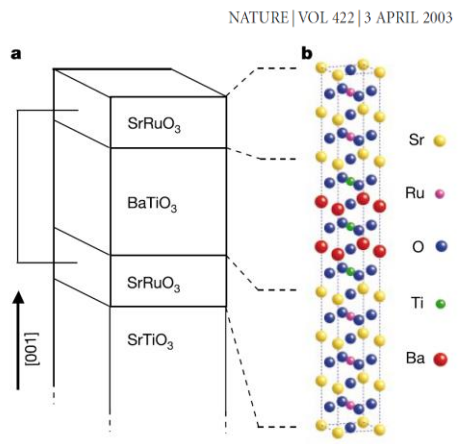 NATURE|VOL 422|3 APRIL 2003
a
b
SrRuO₃
BaTiO₃
SrRuO₃
SrTiO₃
[001]
Sr
Ru
O
Ti
Ba